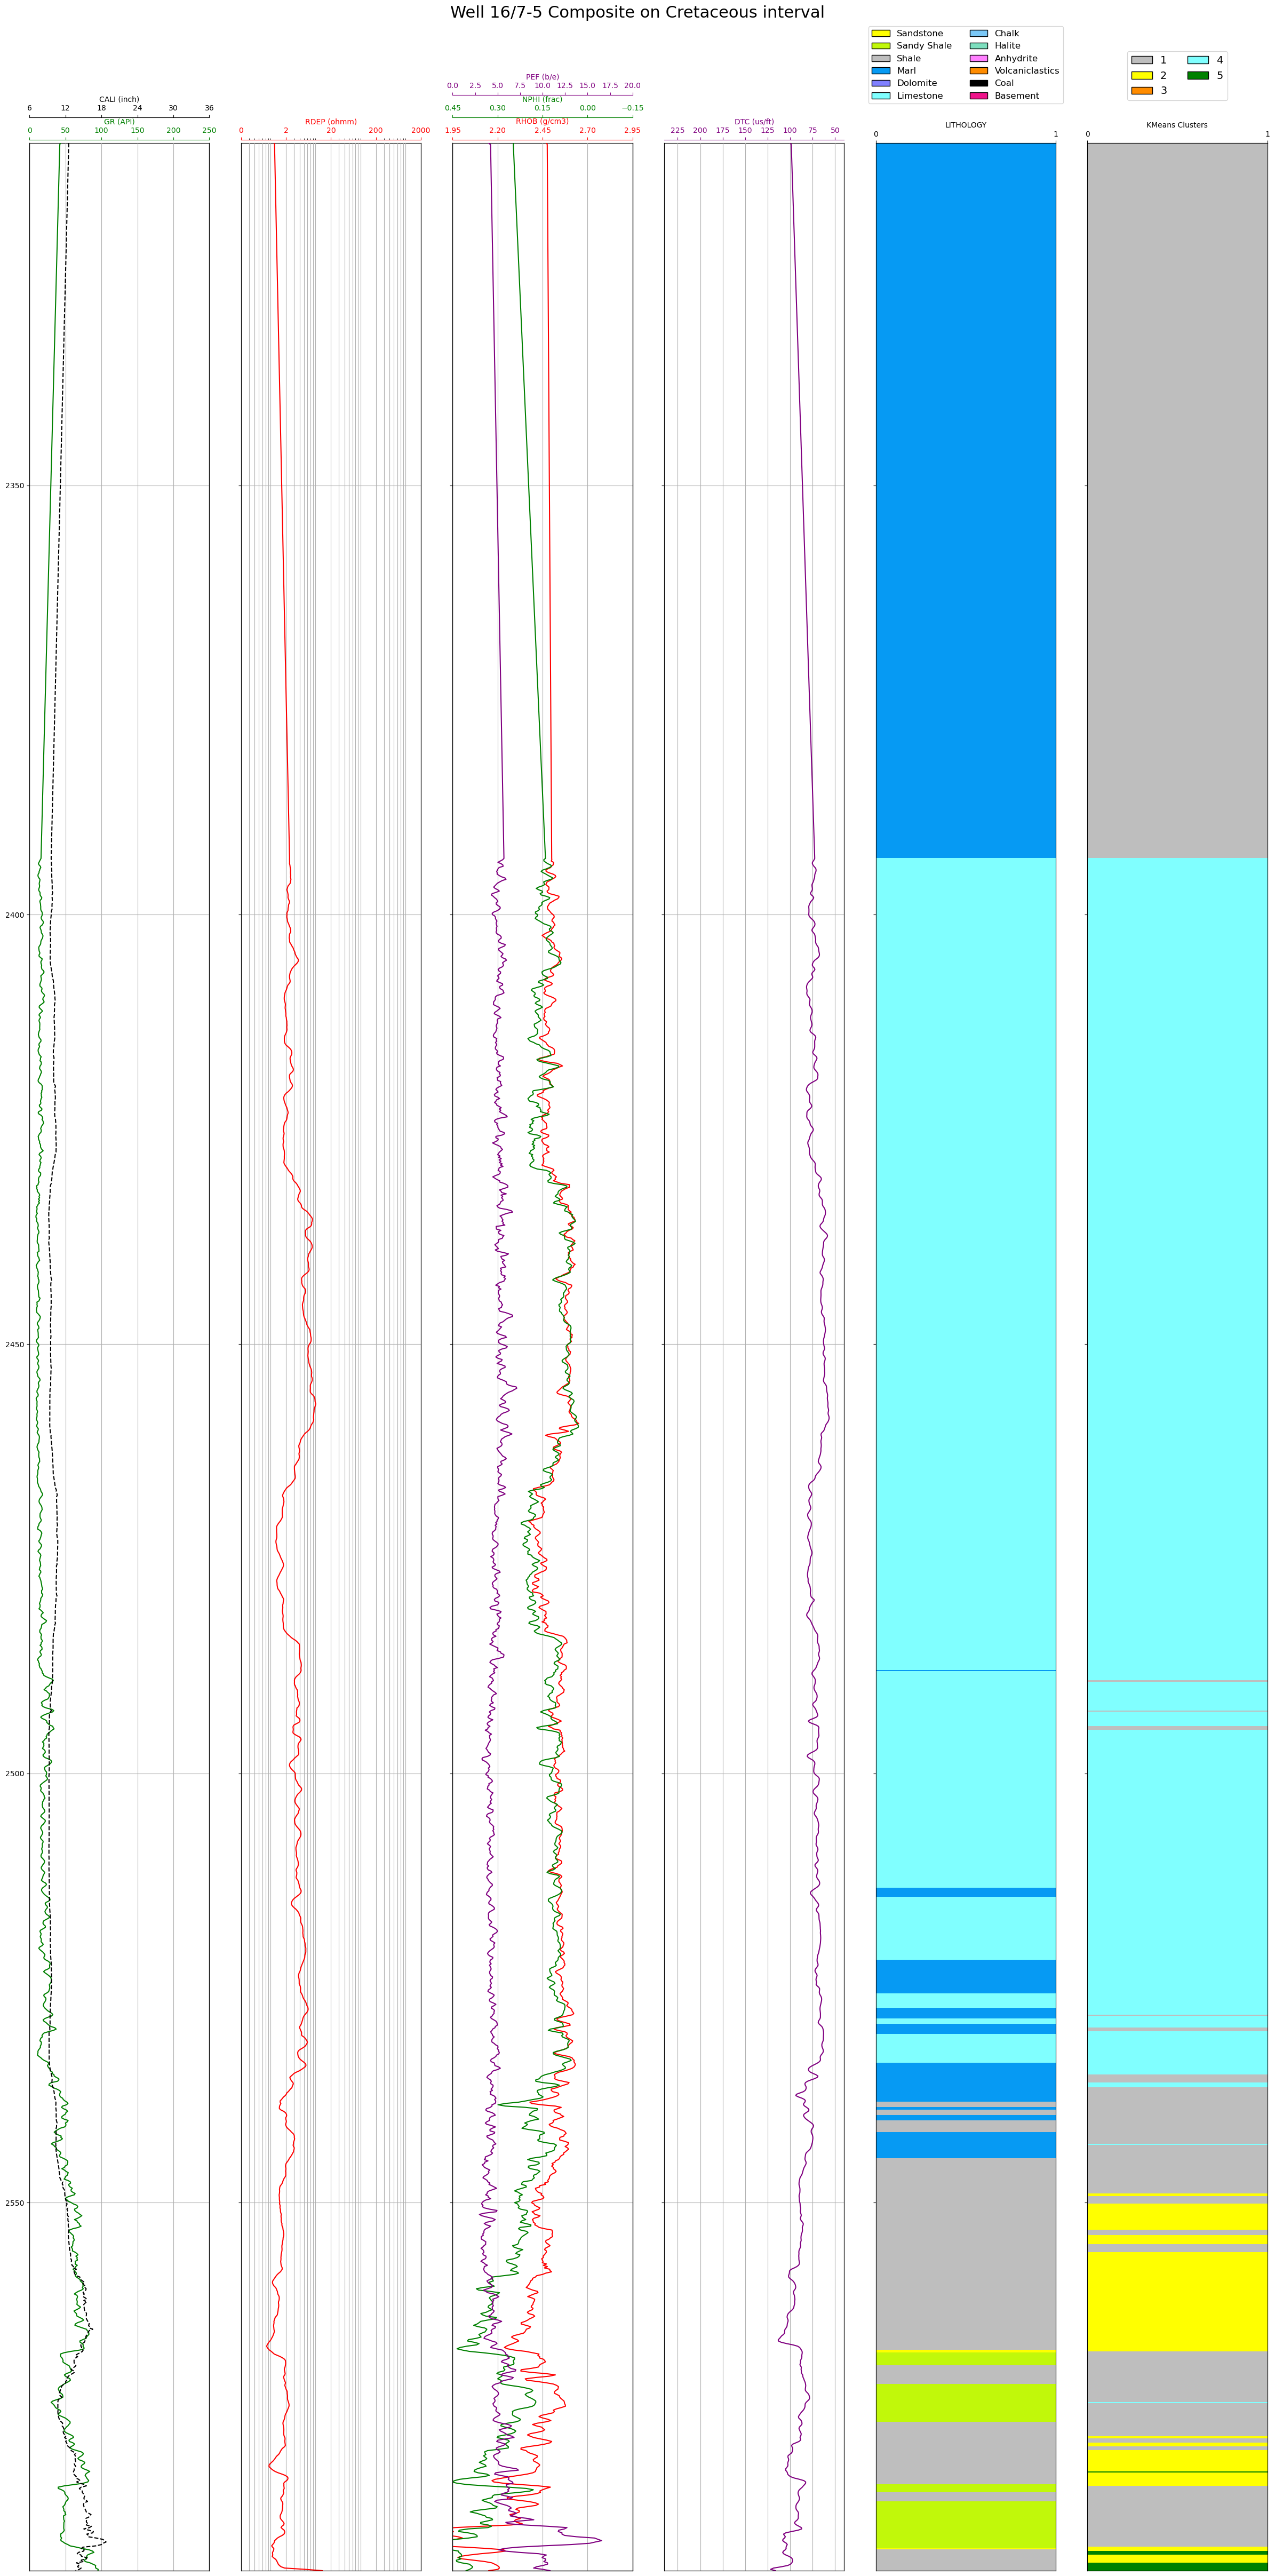 Well 16/7-5 Composite on Cretaceous interval
Sandstone Chalk
Sandy Shale Halite
Shale Anhydrite
Marl Volcaniclastics
Dolomite Coal
Limestone Basement
1 4
2 5
3
PEF (b/e)
0.0 2.5 5.0 7.5 10.0 12.5 15.0 17.5 20.0
CALI (inch) NPHI (frac)
6 12 18 24 30 36 0.45 0.30 0.15 0.00 −0.15
GR (API) RDEP (ohmm) RHOB (g/cm3) DTC (us/ft) LITHOLOGY KMeans Clusters
0 50 100 150 200 250 0 2 20 200 2000 1.95 2.20 2.45 2.70 2.95 225 200 175 150 125 100 75 50 0 1 0 1
2350
2400
2450
2500
2550